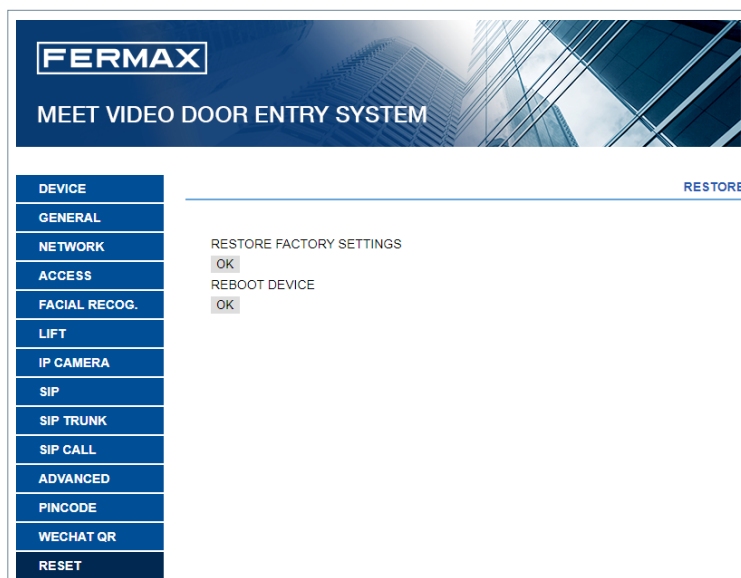 FERMAX
MEET VIDEO DOOR ENTRY SYSTEM
DEVICE
GENERAL
NETWORK
ACCESS
FACIAL RECOG.
LIFT
IP CAMERA
SIP
SIP TRUNK
SIP CALL
ADVANCED
PINCODE
WECHAT QR
RESET
RESTORE
RESTORE FACTORY SETTINGS
OK
REBOOT DEVICE
OK